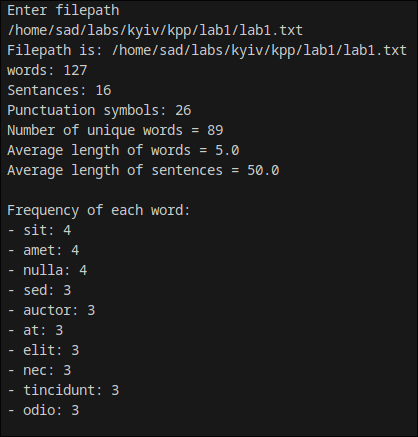 Enter filepath
/home/sad/labs/kyiv/kpp/lab1/lab1.txt
Filepath is: /home/sad/labs/kyiv/kpp/lab1/lab1.txt
words: 127
Sentances: 16
Punctuation symbols: 26
Number of unique words = 89
Average length of words = 5.0
Average length of sentences = 50.0
Frequency of each word:
- sit: 4
- amet: 4
- nulla: 4
- sed: 3
- auctor: 3
- at: 3
- elit: 3
- nec: 3
- tincidunt: 3
- odio: 3